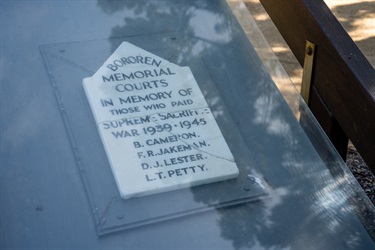 BOROREN
MEMORIAL
COURTS
IN MEMORY OF
THOSE WHO PAID
SUPREME SACRIFICE
WAR 1939-1945
B. CAMERON.
F. R. JAKEMAN.
D. J. LESTER.
L. T. PETTY.